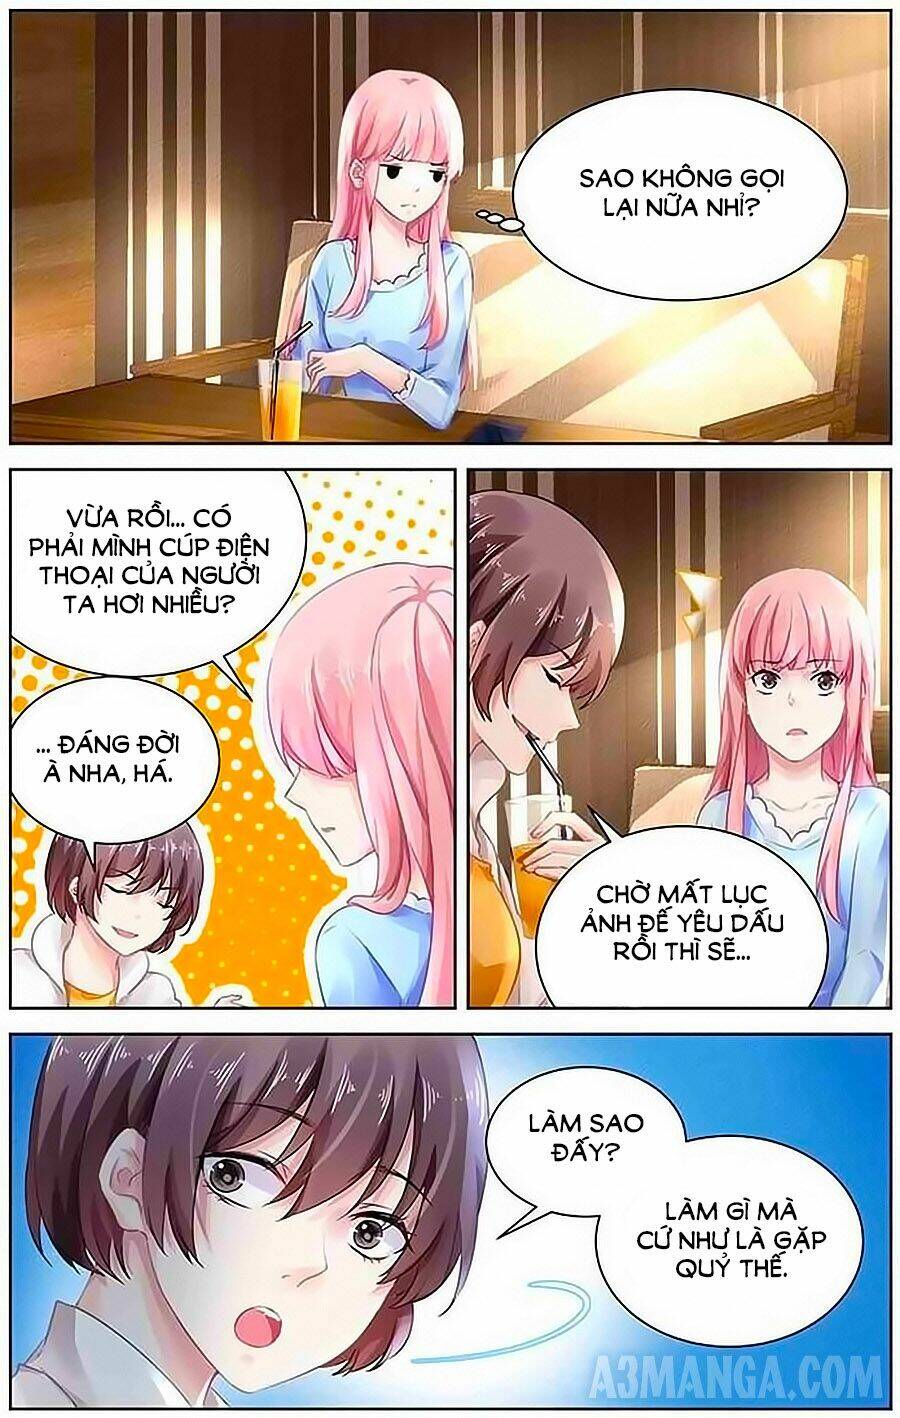 SAO KHÔNG GỌI
LẠI NỮA NHỈ?
VỪA RỒI... CÓ
PHẢI MÌNH CÚP ĐIỆN
THOẠI CỦA NGƯỜI
TA HƠI NHIỀU?
... ĐÁNG ĐỜI
À NHA, HÁ.
CHỜ MẤT LỤC
ẢNH ĐẾ YÊU DẤU
RỒI THÌ SẼ...
LÀM SAO
ĐẤY?
LÀM GÌ MÀ
CỨ NHƯ LÀ GẶP
QUỶ THẾ.
A3MANGA.COM